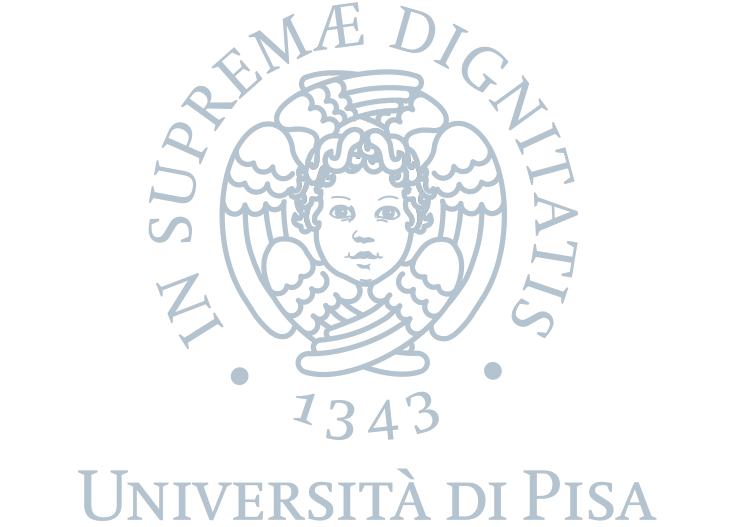 IN SUPREMÆ DIGNITATIS
1343
UNIVERSITÀ DI PISA